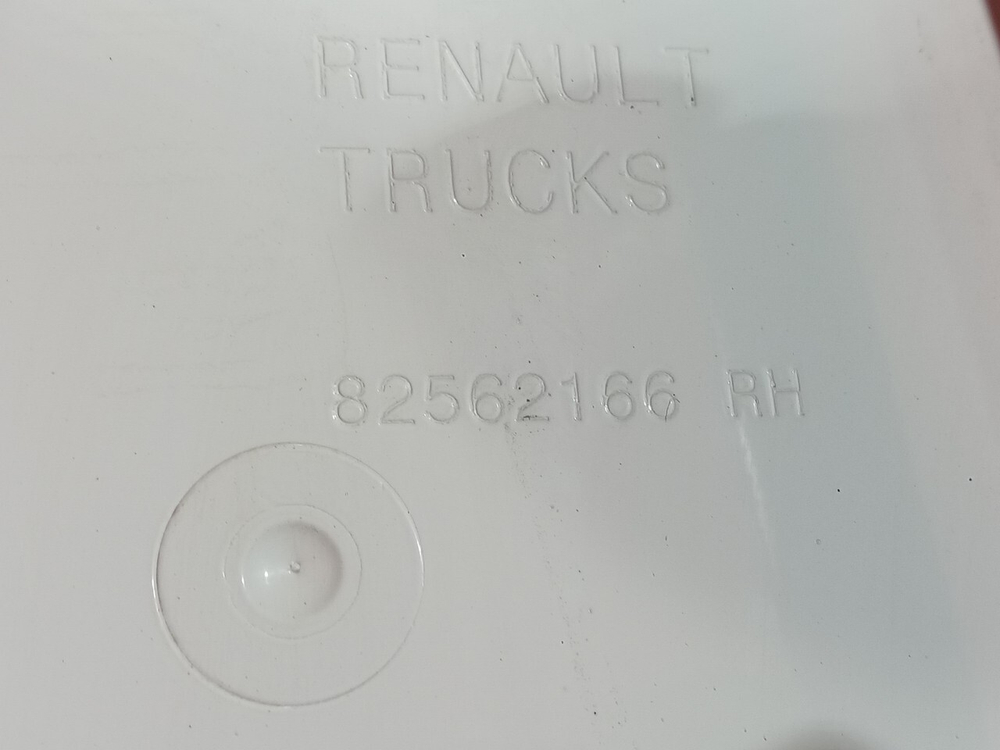 RENAULT
TRUCKS
82562166 RH